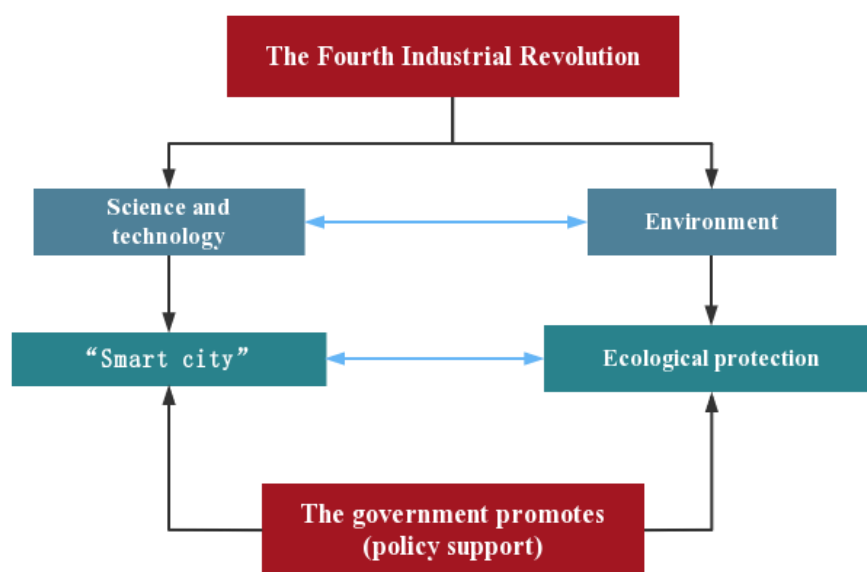 The Fourth Industrial Revolution
Science and
technology
Environment
“Smart city”
Ecological protection
The government promotes
(policy support)